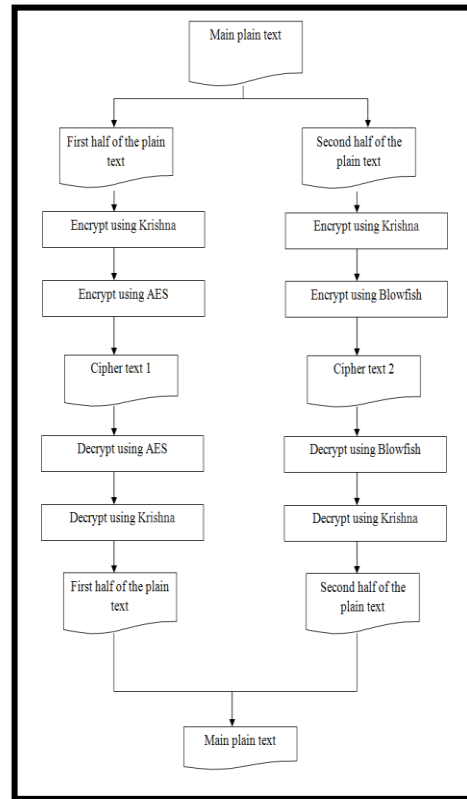 Main plain text
First half of the plain
text
Second half of the
plain text
Encrypt using Krishna
Encrypt using Krishna
Encrypt using AES
Encrypt using Blowfish
Cipher text 1
Cipher text 2
Decrypt using AES
Decrypt using Blowfish
Decrypt using Krishna
Decrypt using Krishna
First half of the plain
text
Second half of the
plain text
Main plain text